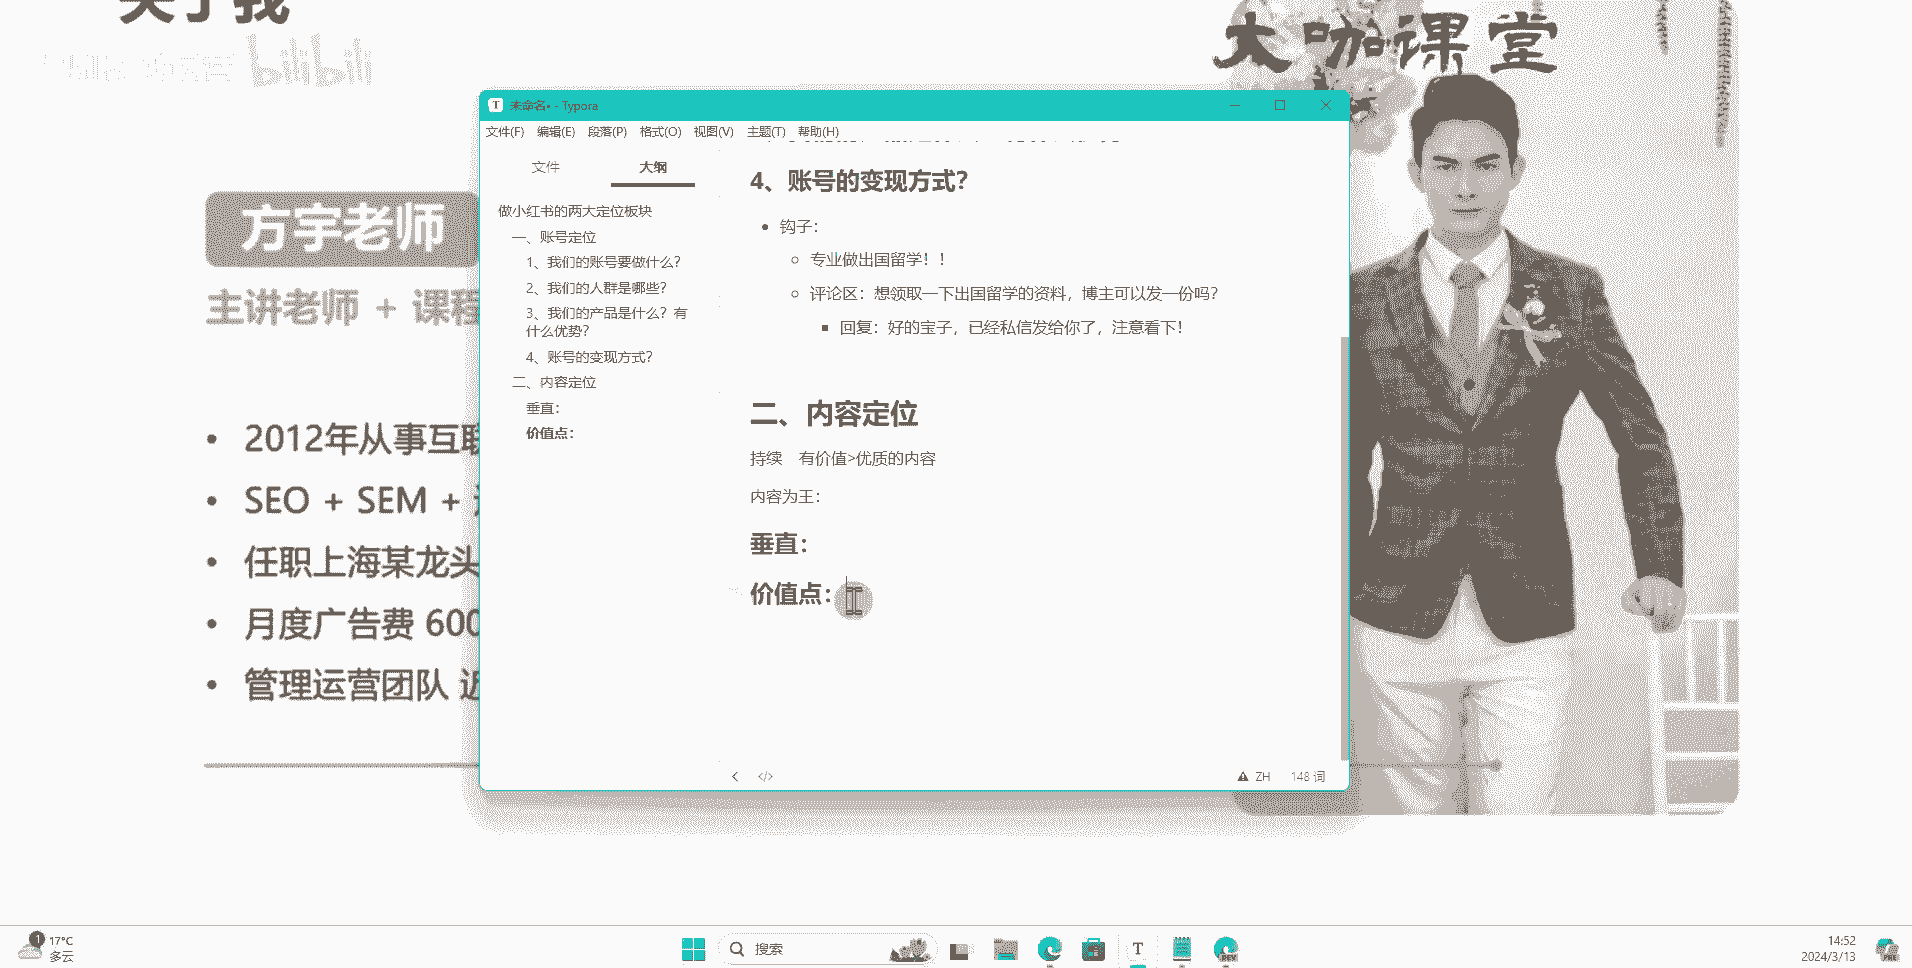 关于我
bilibili
大咖课堂
方宇老师
主讲老师 + 课程
• 2012年从事互联
• SEO + SEM +
• 任职上海某龙头
• 月度广告费 600
• 管理运营团队 近
未命名• - Typora
文件(F) 编辑(E) 段落(P) 格式(O) 视图(V) 主题(T) 帮助(H)
文件 大纲
做小红书的两大定位板块
一、账号定位
1、我们的账号要做什么？
2、我们的人群是哪些？
3、我们的产品是什么？有
什么优势？
4、账号的变现方式？
二、内容定位
垂直：
价值点：
4、账号的变现方式？
• 钩子：
○ 专业做出国留学！！
○ 评论区：想领取一下出国留学的资料，博主可以发一份吗？
▪ 回复：好的宝子，已经私信发给你了，注意看下！
二、内容定位
持续 有价值>优质的内容
内容为王：
垂直：
价值点：
ZH 148 词
1 17°C
多云
搜索
T
DEV
14:52
2024/3/13
PRE